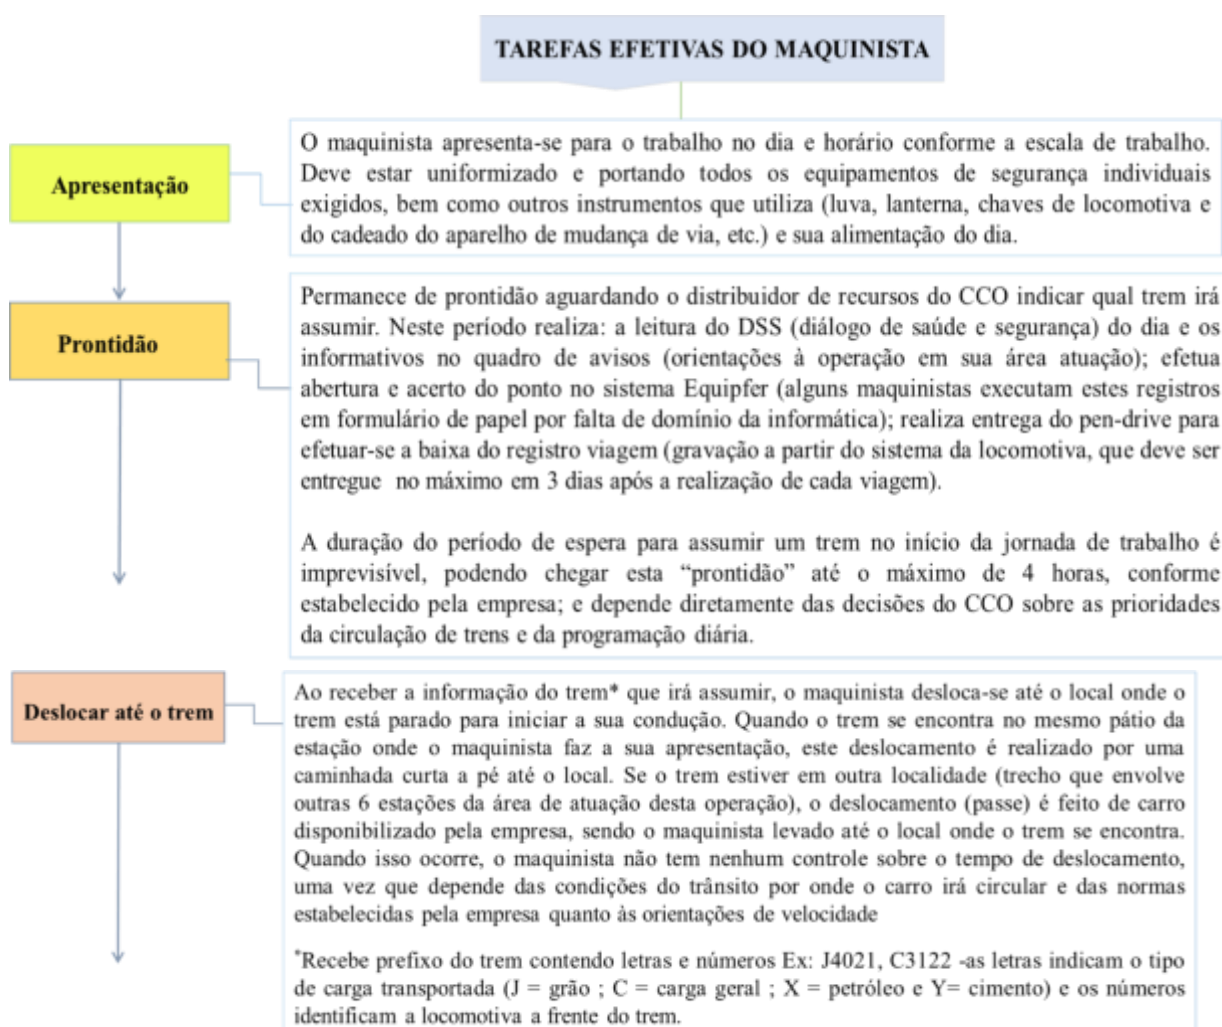 TAREFAS EFETIVAS DO MAQUINISTA
Apresentação
O maquinista apresenta-se para o trabalho no dia e horário conforme a escala de trabalho.
Deve estar uniformizado e portando todos os equipamentos de segurança individuais
exigidos, bem como outros instrumentos que utiliza (luva, lanterna, chaves de locomotiva e
do cadeado do aparelho de mudança de via, etc.) e sua alimentação do dia.
Prontidão
Permanece de prontidão aguardando o distribuidor de recursos do CCO indicar qual trem irá
assumir. Neste período realiza: a leitura do DSS (diálogo de saúde e segurança) do dia e os
informativos no quadro de avisos (orientações à operação em sua área atuação); efetua
abertura e acerto do ponto no sistema Equipfer (alguns maquinistas executam estes registros
em formulário de papel por falta de domínio da informática); realiza entrega do pen-drive para
efetuar-se a baixa do registro viagem (gravação a partir do sistema da locomotiva, que deve ser
entregue no máximo em 3 dias após a realização de cada viagem).
A duração do período de espera para assumir um trem no início da jornada de trabalho é
imprevisível, podendo chegar esta “prontidão” até o máximo de 4 horas, conforme
estabelecido pela empresa; e depende diretamente das decisões do CCO sobre as prioridades
da circulação de trens e da programação diária.
Deslocar até o trem
Ao receber a informação do trem* que irá assumir, o maquinista desloca-se até o local onde o
trem está parado para iniciar a sua condução. Quando o trem se encontra no mesmo pátio da
estação onde o maquinista faz a sua apresentação, este deslocamento é realizado por uma
caminhada curta a pé até o local. Se o trem estiver em outra localidade (trecho que envolve
outras 6 estações da área de atuação desta operação), o deslocamento (passe) é feito de carro
disponibilizado pela empresa, sendo o maquinista levado até o local onde o trem se encontra.
Quando isso ocorre, o maquinista não tem nenhum controle sobre o tempo de deslocamento,
uma vez que depende das condições do trânsito por onde o carro irá circular e das normas
estabelecidas pela empresa quanto às orientações de velocidade
*Recebe prefixo do trem contendo letras e números Ex: J4021, C3122 -as letras indicam o tipo
de carga transportada (J = grão ; C = carga geral ; X = petróleo e Y= cimento) e os números
identificam a locomotiva a frente do trem.